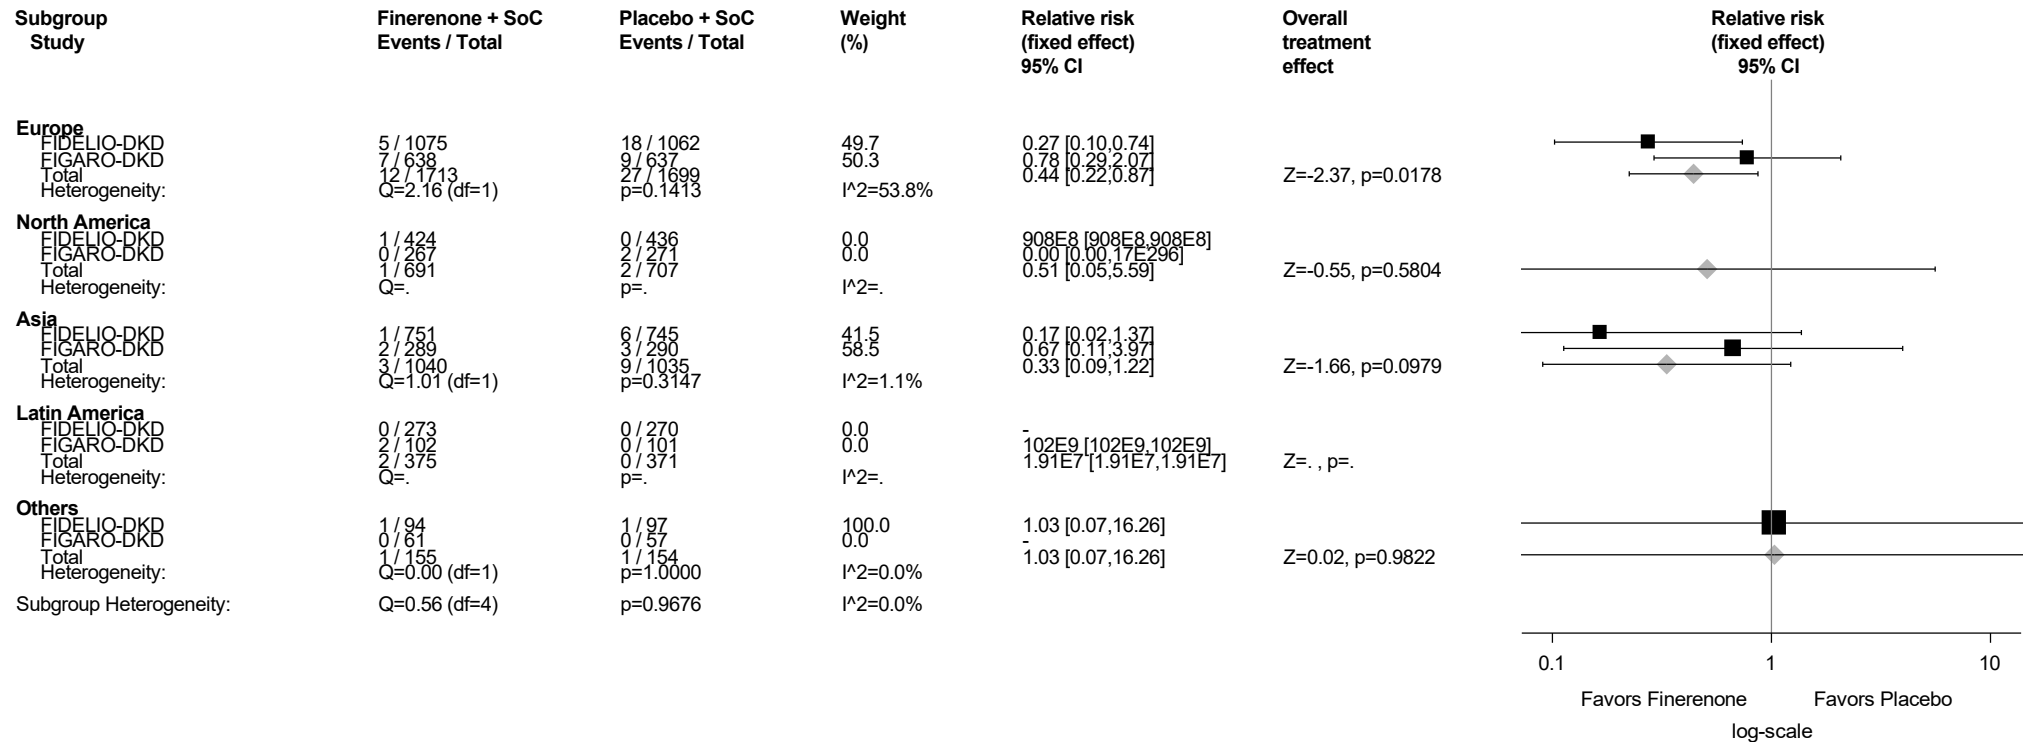 Subgroup Finerenone + SoC Placebo + SoC Weight Relative risk Overall Relative risk
Study Events / Total Events / Total (%) (fixed effect) treatment (fixed effect)
95% CI effect 95% CI
Europe
FIDELIO-DKD 5 / 1075 18 / 1062 49.7 0.27 [0.10,0.74]
FIGARO-DKD 7 / 638 9 / 637 50.3 0.78 [0.29,2.07]
Total 12 / 1713 27 / 1699 0.44 [0.22,0.87] Z=-2.37, p=0.0178
Heterogeneity: Q=2.16 (df=1) p=0.1413 I^2=53.8%
North America
FIDELIO-DKD 1 / 424 0 / 436 0.0 908E8 [908E8,908E8]
FIGARO-DKD 0 / 267 2 / 271 0.0 0.00 [0.00,17E296]
Total 1 / 691 2 / 707 0.51 [0.05,5.59] Z=-0.55, p=0.5804
Heterogeneity: Q=. p=. I^2=.
Asia
FIDELIO-DKD 1 / 751 6 / 745 41.5 0.17 [0.02,1.37]
FIGARO-DKD 2 / 289 3 / 290 58.5 0.67 [0.11,3.97]
Total 3 / 1040 9 / 1035 0.33 [0.09,1.22] Z=-1.66, p=0.0979
Heterogeneity: Q=1.01 (df=1) p=0.3147 I^2=1.1%
Latin America
FIDELIO-DKD 0 / 273 0 / 270 0.0 -
FIGARO-DKD 2 / 102 0 / 101 0.0 102E9 [102E9,102E9]
Total 2 / 375 0 / 371 1.91E7 [1.91E7,1.91E7] Z=. , p=.
Heterogeneity: Q=. p=. I^2=.
Others
FIDELIO-DKD 1 / 94 1 / 97 100.0 1.03 [0.07,16.26]
FIGARO-DKD 0 / 61 0 / 57 0.0 -
Total 1 / 155 1 / 154 1.03 [0.07,16.26] Z=0.02, p=0.9822
Heterogeneity: Q=0.00 (df=1) p=1.0000 I^2=0.0%
Subgroup Heterogeneity: Q=0.56 (df=4) p=0.9676 I^2=0.0%
0.1 1 10
Favors Finerenone Favors Placebo
log-scale